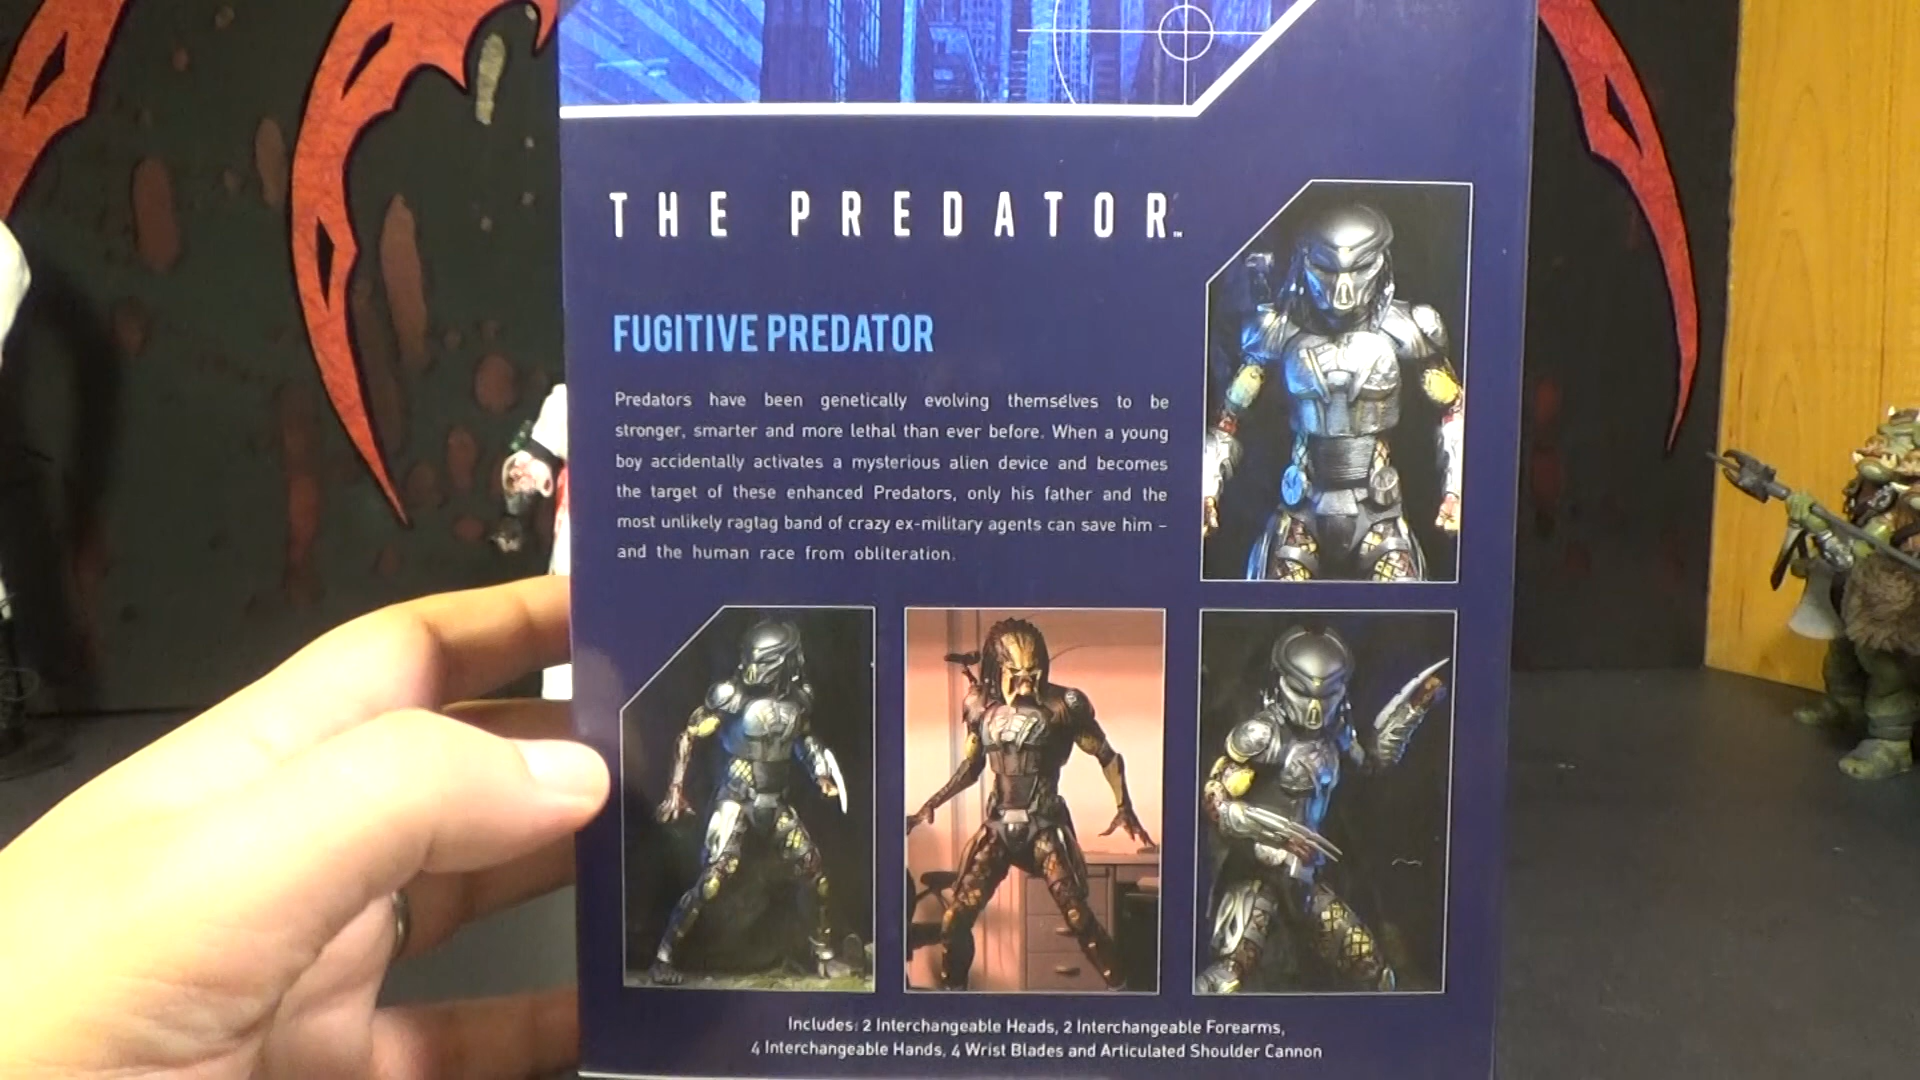 THE PREDATOR™
FUGITIVE PREDATOR
Predators have been genetically evolving themselves to be
stronger, smarter and more lethal than ever before. When a young
boy accidentally activates a mysterious alien device and becomes
the target of these enhanced Predators, only his father and the
most unlikely ragtag band of crazy ex-military agents can save him –
and the human race from obliteration.
Includes: 2 Interchangeable Heads, 2 Interchangeable Forearms,
4 Interchangeable Hands, 4 Wrist Blades and Articulated Shoulder Cannon